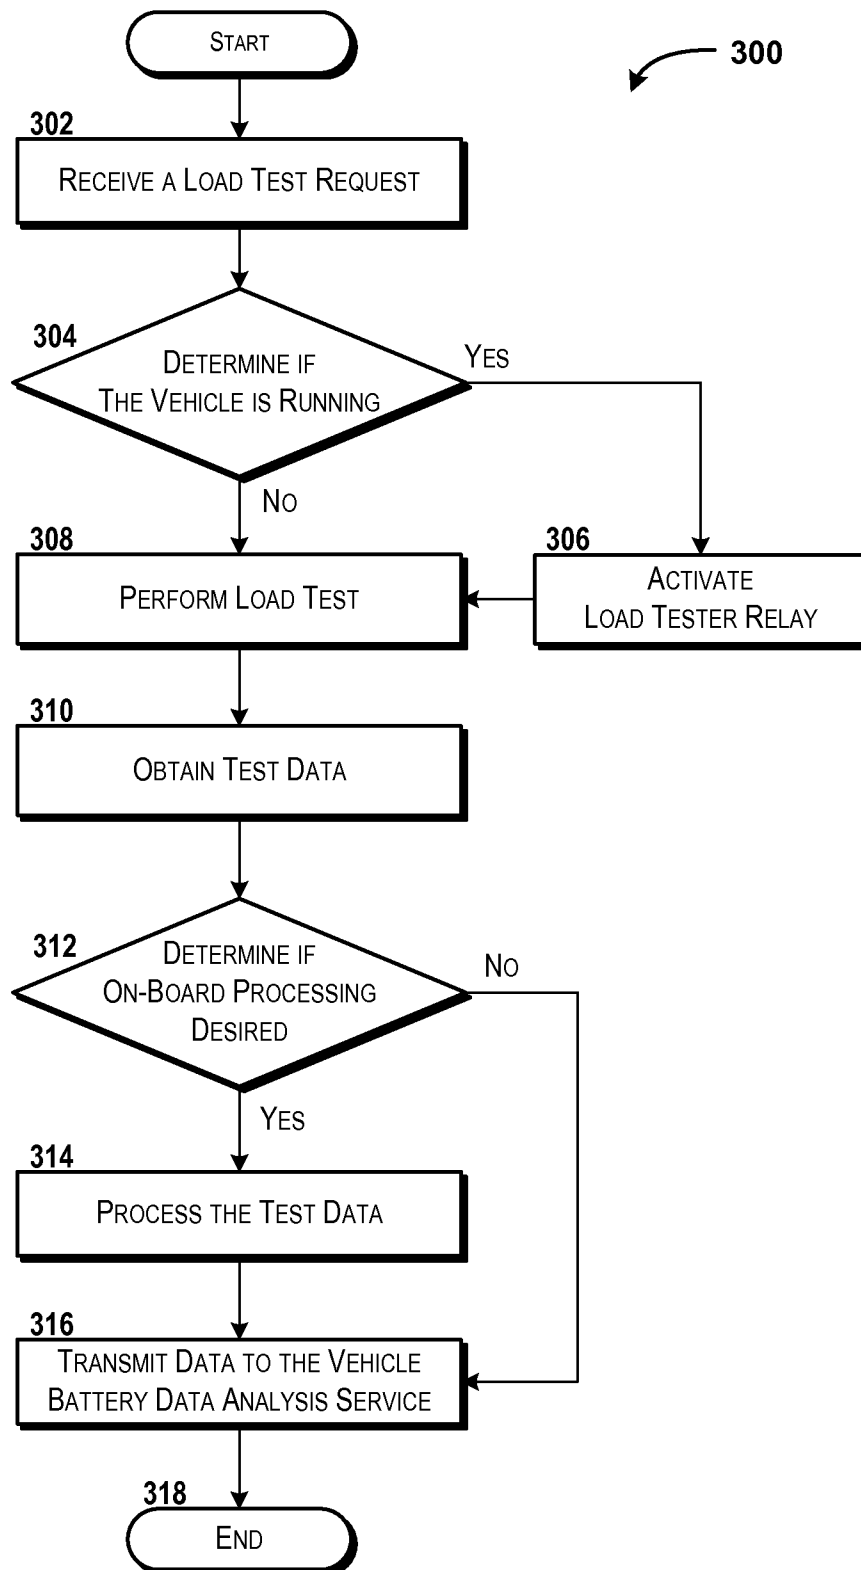 START
300
302
RECEIVE A LOAD TEST REQUEST
304
DETERMINE IF
THE VEHICLE IS RUNNING
YES
NO
308
PERFORM LOAD TEST
306
ACTIVATE
LOAD TESTER RELAY
310
OBTAIN TEST DATA
312
DETERMINE IF
ON-BOARD PROCESSING
DESIRED
NO
YES
314
PROCESS THE TEST DATA
316
TRANSMIT DATA TO THE VEHICLE
BATTERY DATA ANALYSIS SERVICE
318
END